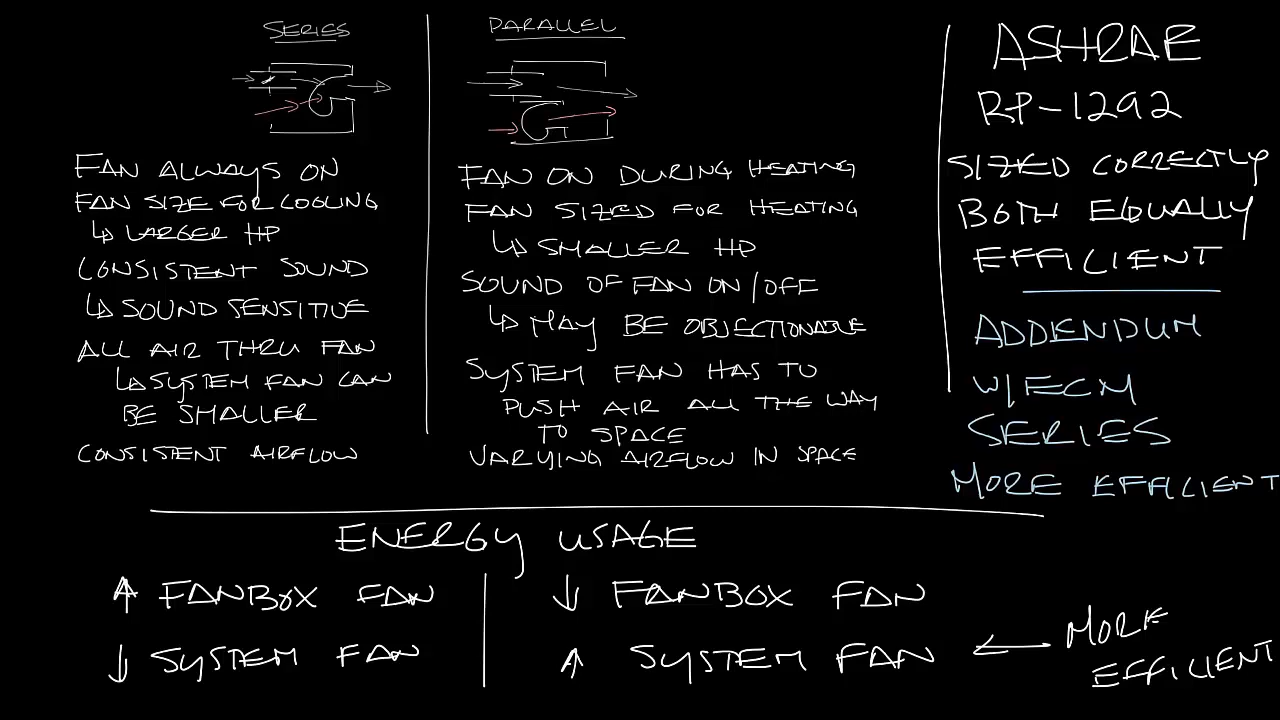 SERIES
FAN ALWAYS ON
FAN SIZE FOR COOLING
↳ LARGER HP
CONSISTENT SOUND
↳ SOUND SENSITIVE
ALL AIR THRU FAN
↳ SYSTEM FAN CAN
BE SMALLER
CONSISTENT AIRFLOW
PARALLEL
FAN ON DURING HEATING
FAN SIZED FOR HEATING
↳ SMALLER HP
SOUND OF FAN ON/OFF
↳ MAY BE OBJECTIONABLE
SYSTEM FAN HAS TO
PUSH AIR ALL THE WAY
TO SPACE
VARYING AIRFLOW IN SPACE
ASHRAE
RP-1292
SIZED CORRECTLY
BOTH EQUALLY
EFFICIENT
ADDENDUM
W/ECM
SERIES
MORE EFFICIENT
ENERGY USAGE
↑ FANBOX FAN
↓ SYSTEM FAN
↓ FANBOX FAN
↑ SYSTEM FAN ← MORE
EFFICIENT